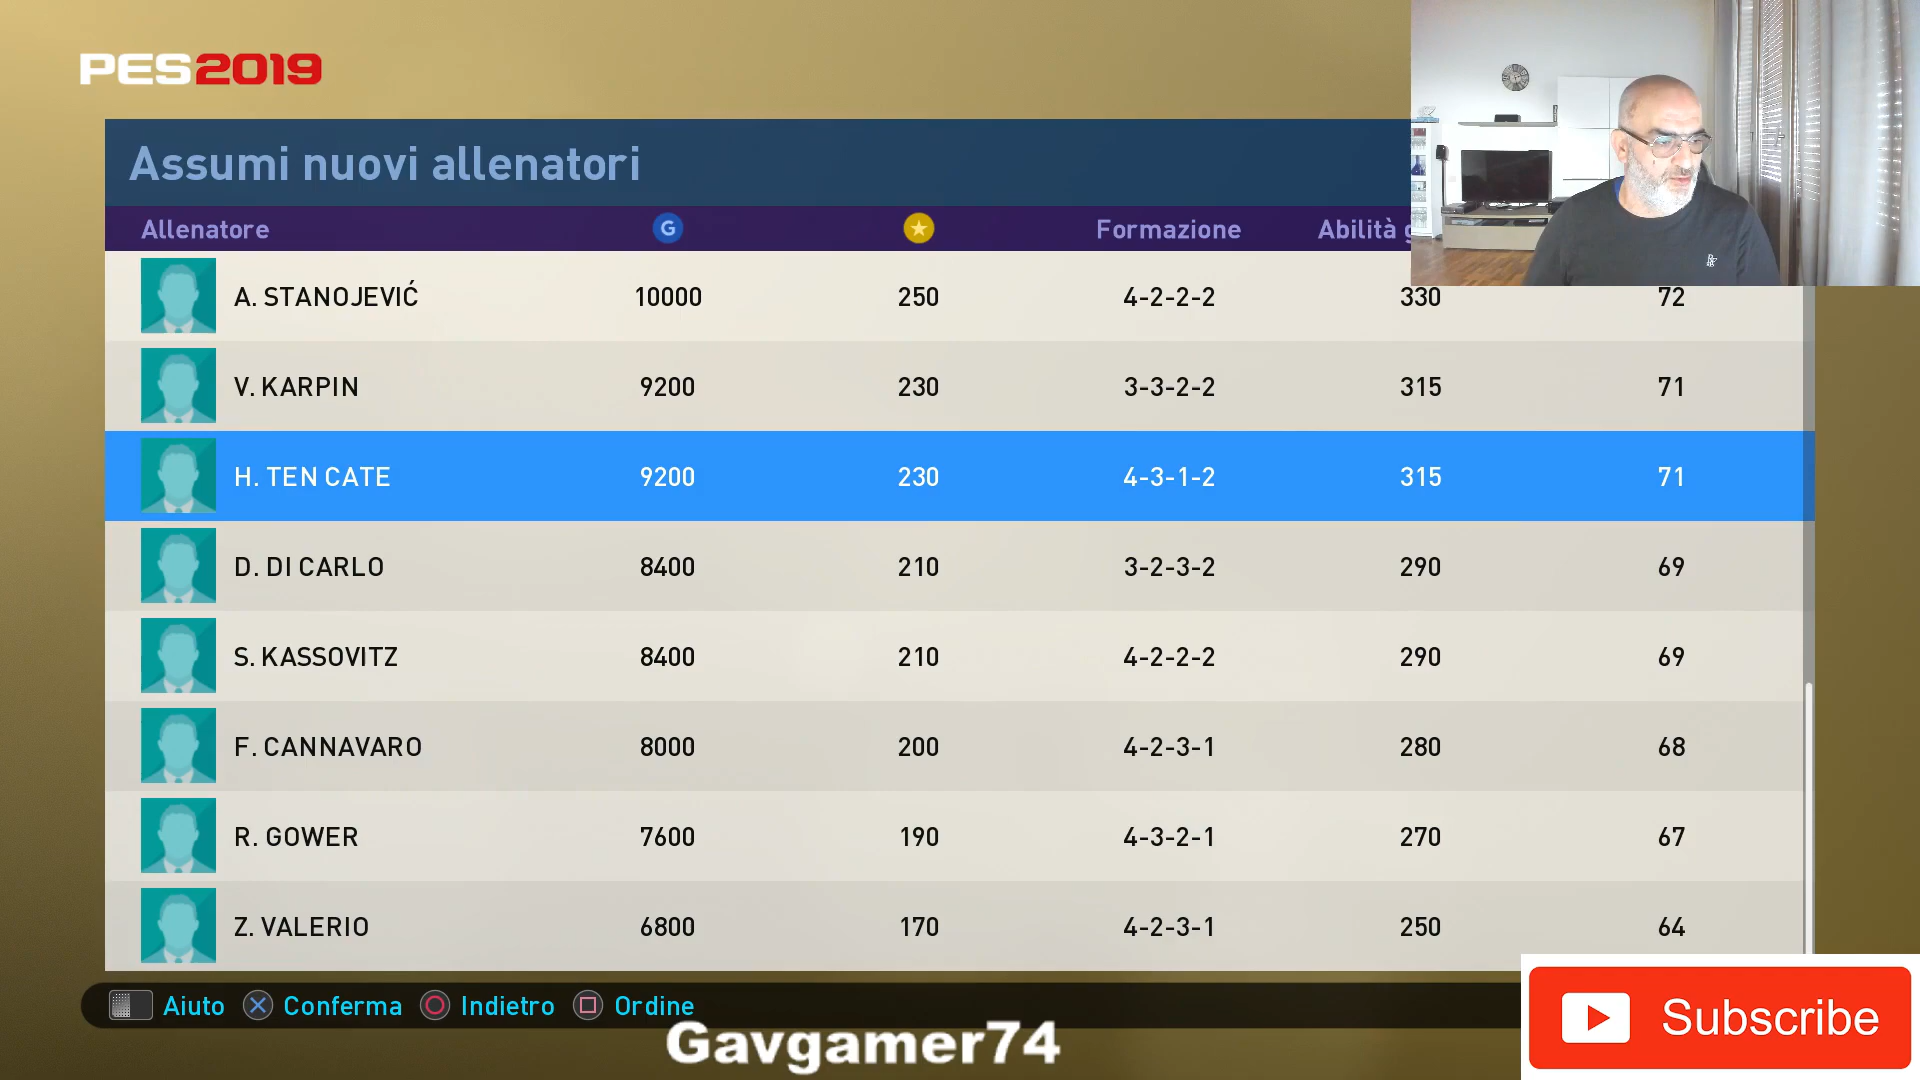 PES2019
Assumi nuovi allenatori
Allenatore G Formazione Abilità
A. STANOJEVIĆ 10000 250 4-2-2-2 330 72
V. KARPIN 9200 230 3-3-2-2 315 71
H. TEN CATE 9200 230 4-3-1-2 315 71
D. DI CARLO 8400 210 3-2-3-2 290 69
S. KASSOVITZ 8400 210 4-2-2-2 290 69
F. CANNAVARO 8000 200 4-2-3-1 280 68
R. GOWER 7600 190 4-3-2-1 270 67
Z. VALERIO 6800 170 4-2-3-1 250 64
Aiuto Conferma Indietro Ordine
Gavgamer74
Subscribe